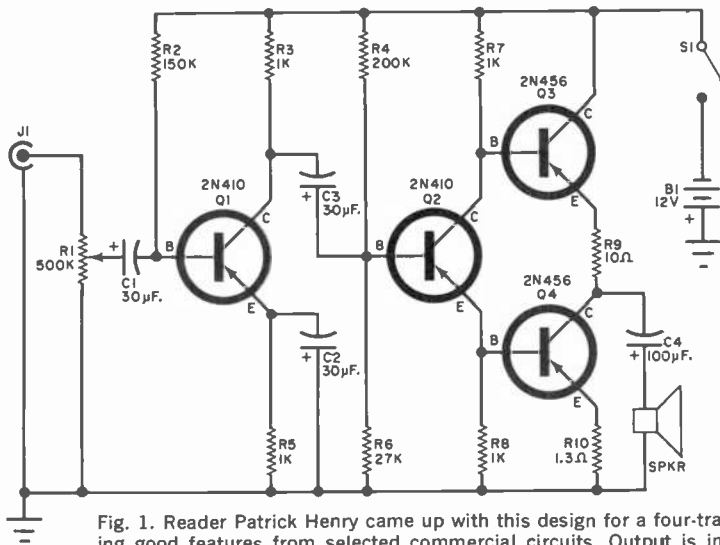 R2
150K
R3
1K
R4
200K
R7
1K
S1
2N456
Q3
J1
2N410
Q1
C3
30µF.
+
2N410
Q2
B
C
E
B1
12V
+
R1
500K
+
C1
30µF.
B
C
E
B
C
E
R9
10Ω
2N456
Q4
B
C
E
+
C2
30µF.
+
C4
100µF.
R5
1K
R6
27K
R8
1K
R10
1.3Ω
SPKR
Fig. 1. Reader Patrick Henry came up with this design for a four-tra
ing good features from selected commercial circuits. Output is in